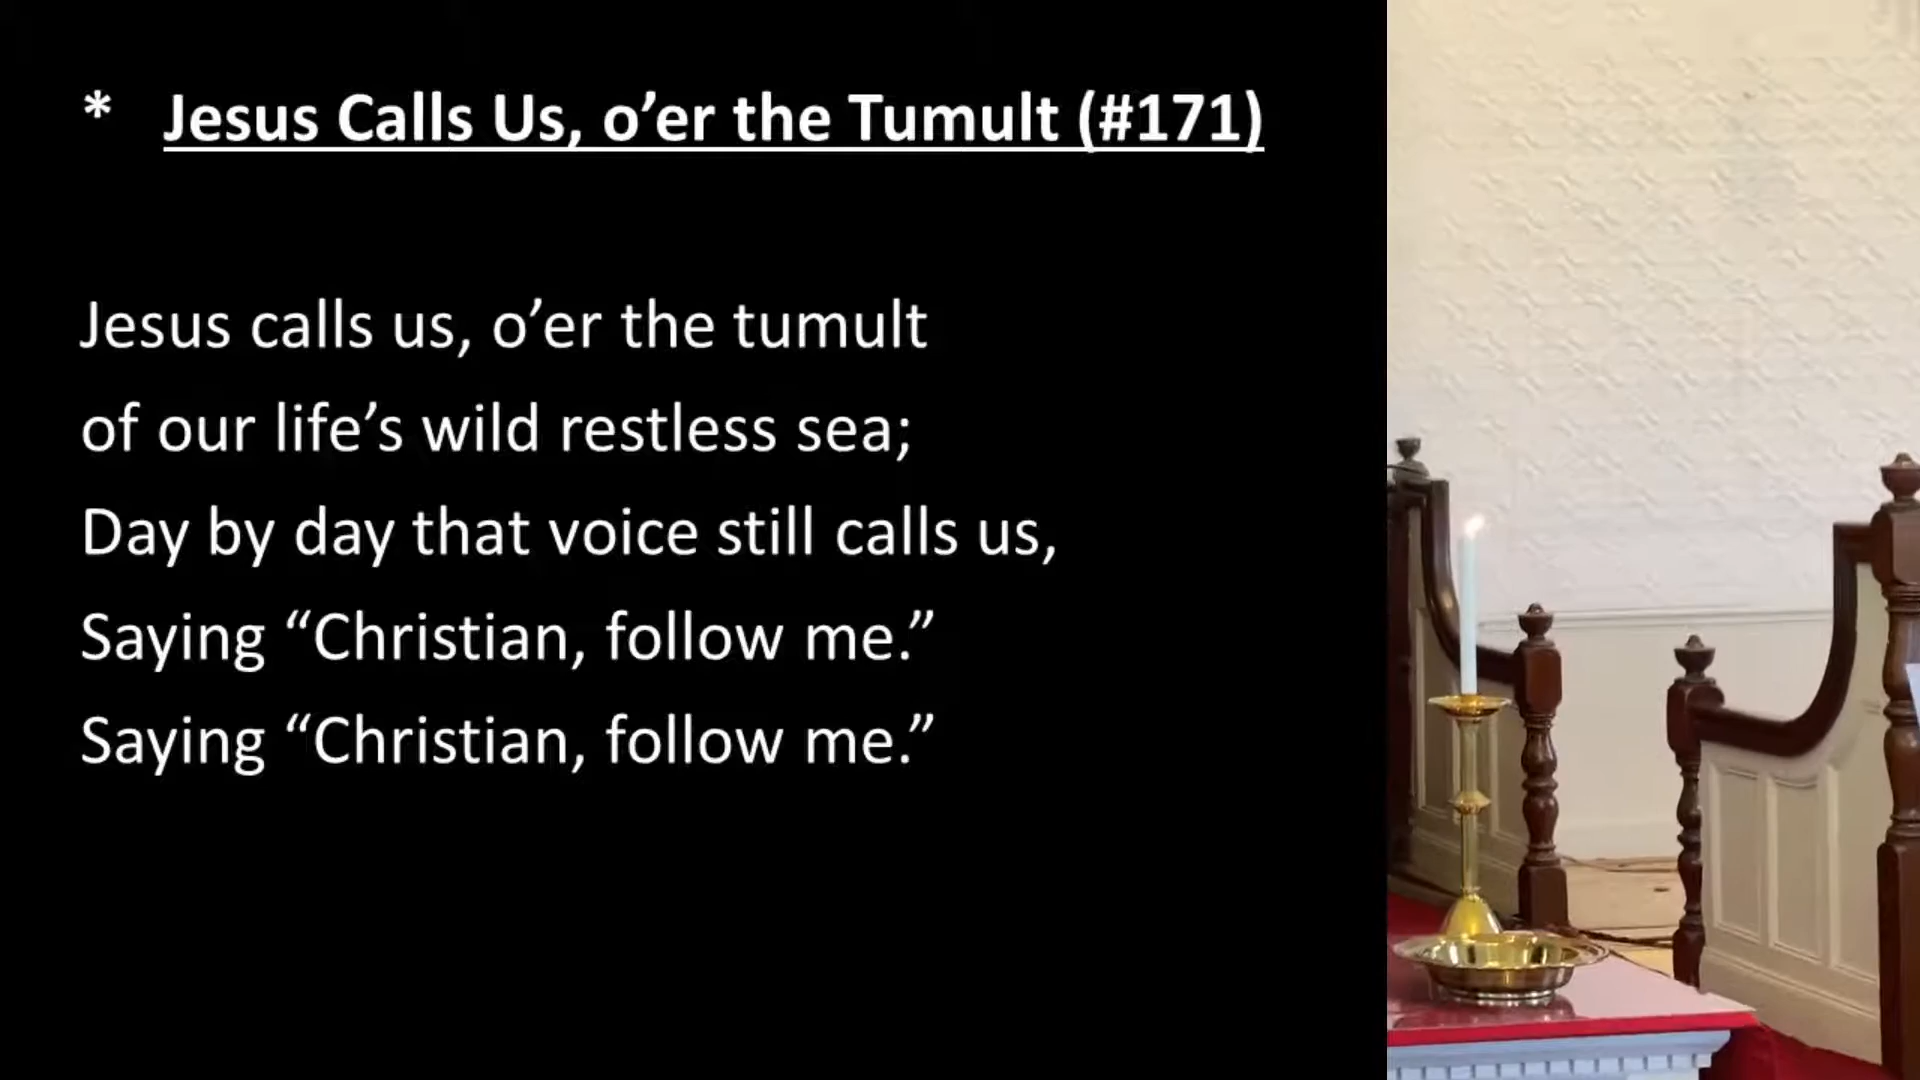 * Jesus Calls Us, o’er the Tumult (#171)
Jesus calls us, o’er the tumult
of our life’s wild restless sea;
Day by day that voice still calls us,
Saying “Christian, follow me.”
Saying “Christian, follow me.”